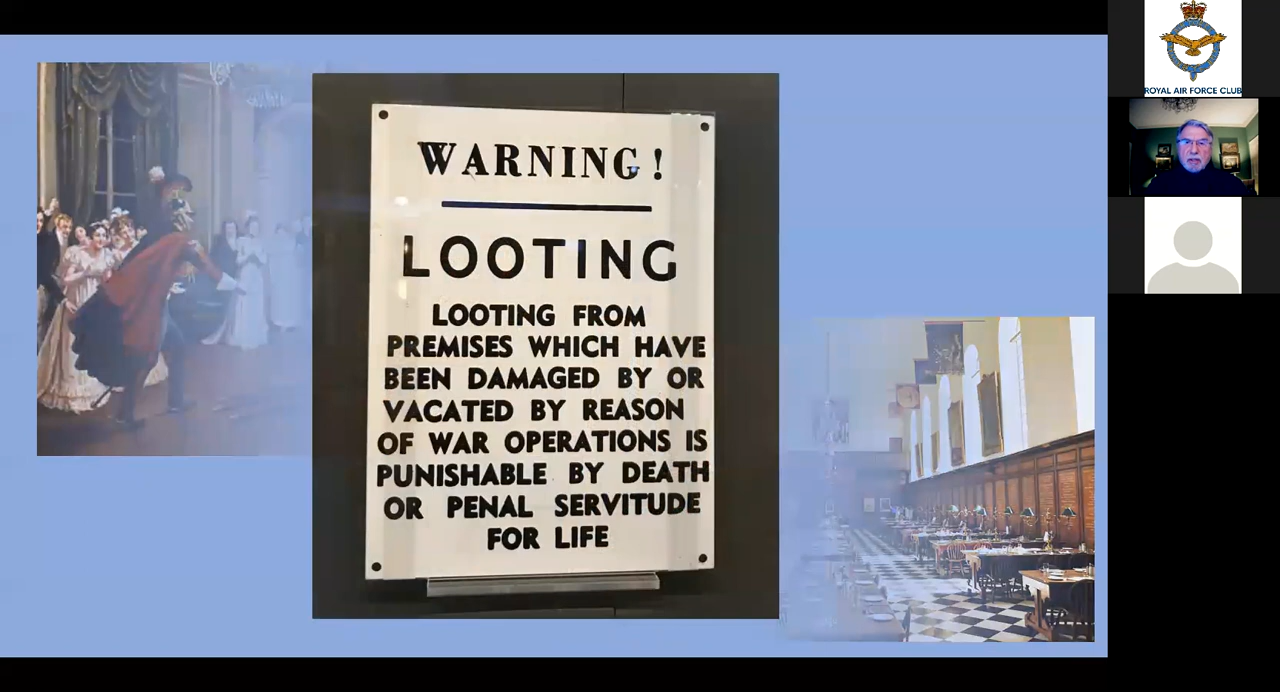 WARNING!
LOOTING
LOOTING FROM
PREMISES WHICH HAVE
BEEN DAMAGED BY OR
VACATED BY REASON
OF WAR OPERATIONS IS
PUNISHABLE BY DEATH
OR PENAL SERVITUDE
FOR LIFE
ROYAL AIR FORCE CLUB